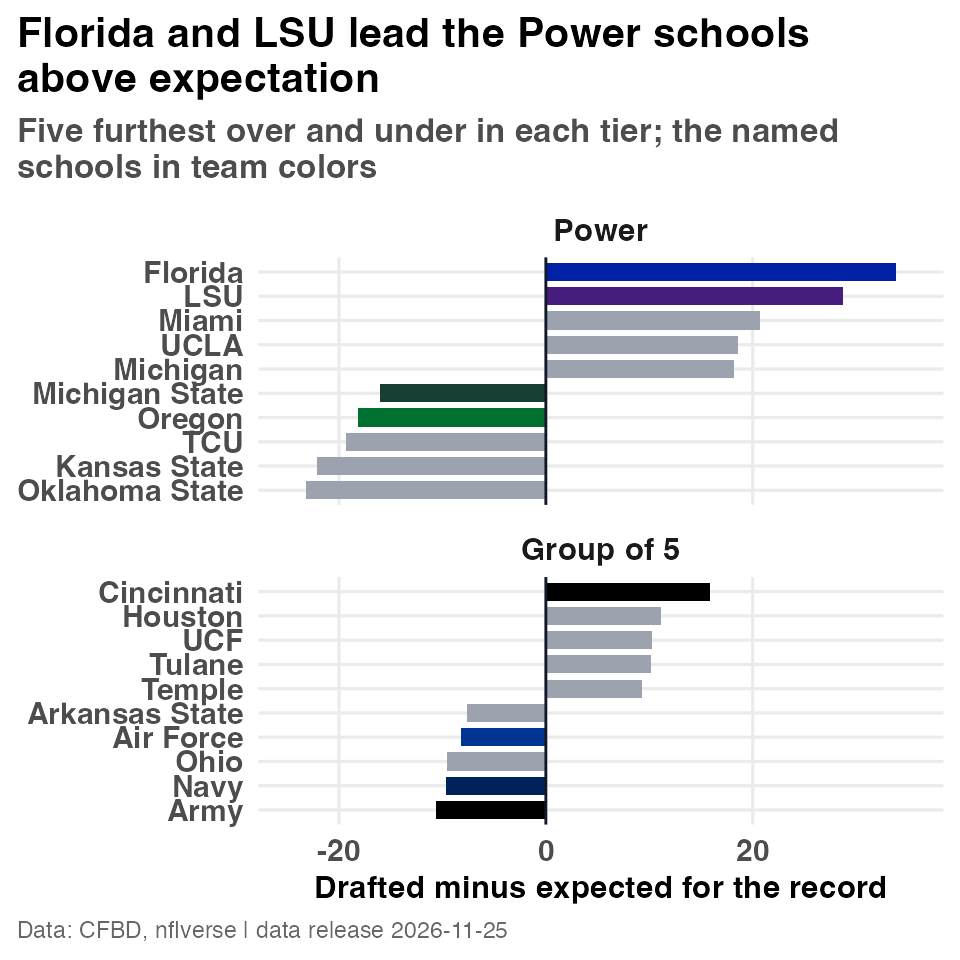 Florida and LSU lead the Power schools
above expectation
Five furthest over and under in each tier; the named
schools in team colors
Power
Florida
LSU
Miami
UCLA
Michigan
Michigan State
Oregon
TCU
Kansas State
Oklahoma State
Group of 5
Cincinnati
Houston
UCF
Tulane
Temple
Arkansas State
Air Force
Ohio
Navy
Army
-20 0 20
Drafted minus expected for the record
Data: CFBD, nflverse | data release 2026-11-25